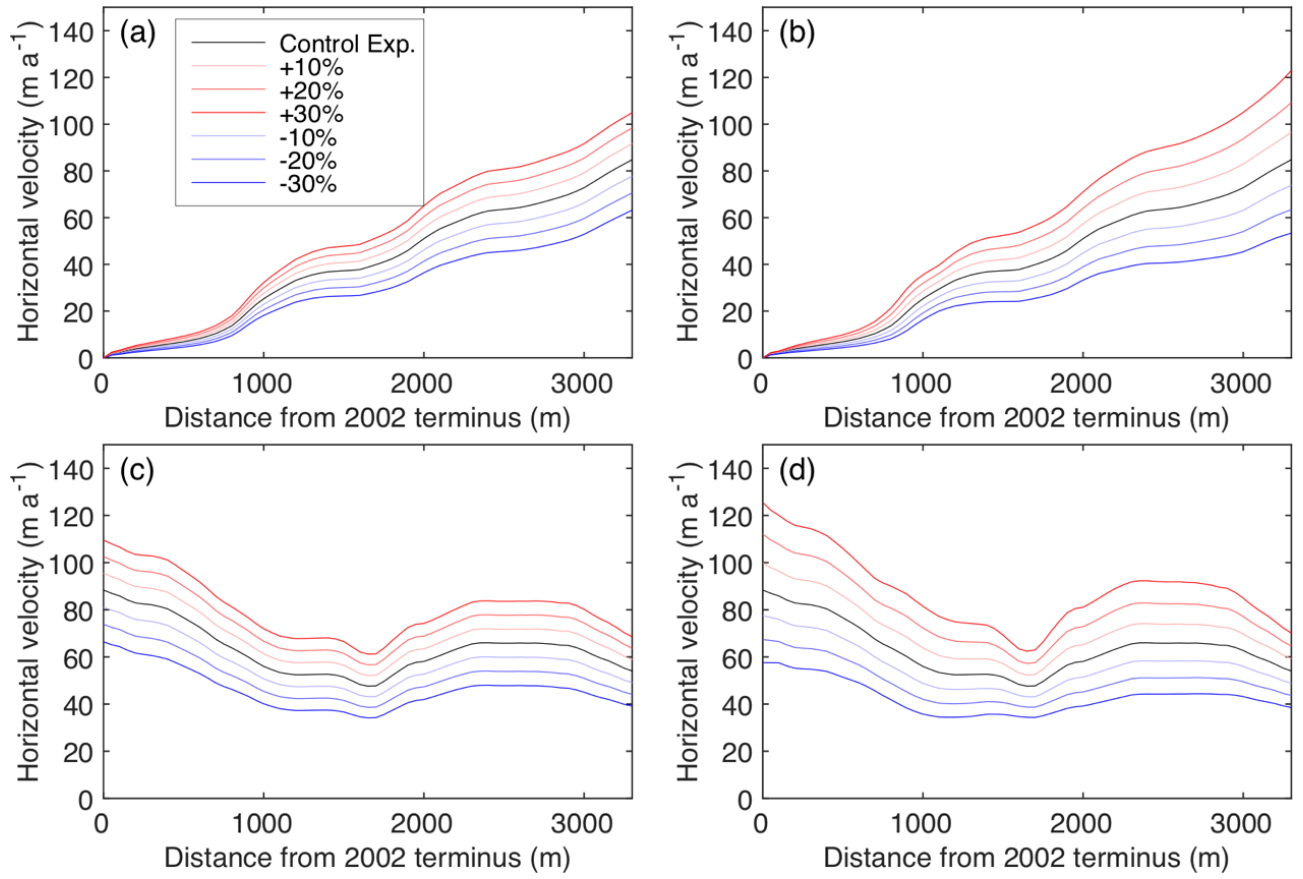 (a)
Control Exp.
+10%
+20%
+30%
-10%
-20%
-30%
140
120
100
80
60
40
20
0
Horizontal velocity (m a⁻¹)
0 1000 2000 3000
Distance from 2002 terminus (m)
(b)
140
120
100
80
60
40
20
0
Horizontal velocity (m a⁻¹)
0 1000 2000 3000
Distance from 2002 terminus (m)
(c)
140
120
100
80
60
40
20
0
Horizontal velocity (m a⁻¹)
0 1000 2000 3000
Distance from 2002 terminus (m)
(d)
140
120
100
80
60
40
20
0
Horizontal velocity (m a⁻¹)
0 1000 2000 3000
Distance from 2002 terminus (m)